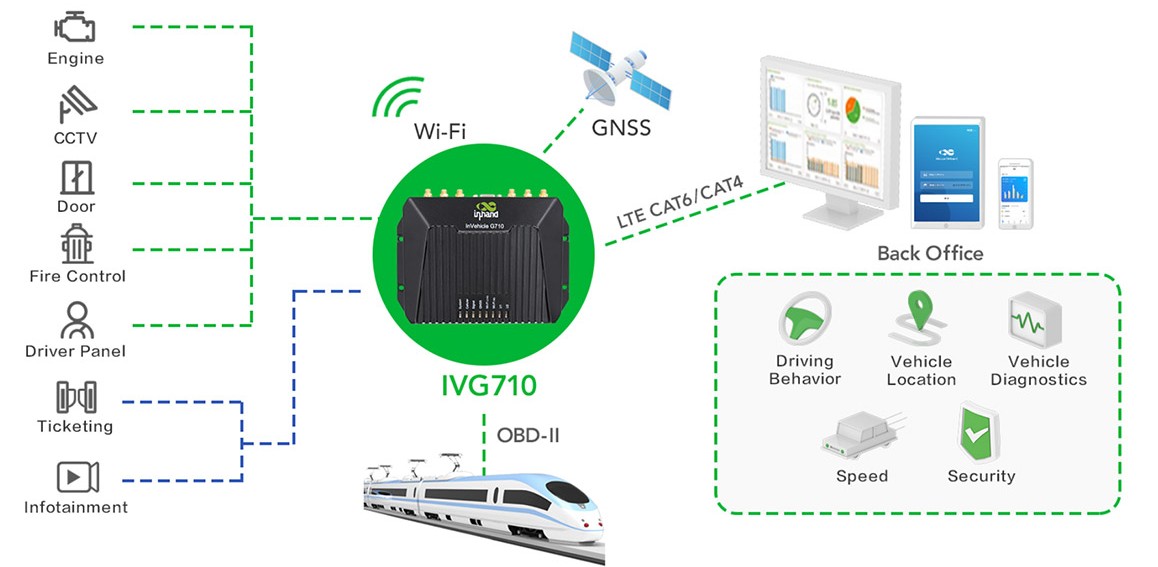 Engine
CCTV
Door
Fire Control
Driver Panel
Ticketing
Infotainment
Wi-Fi
GNSS
inhand
InVehicle G710
IVG710
OBD-II
LTE CAT6/CAT4
Back Office
Driving
Behavior
Vehicle
Location
Vehicle
Diagnostics
Speed
Security